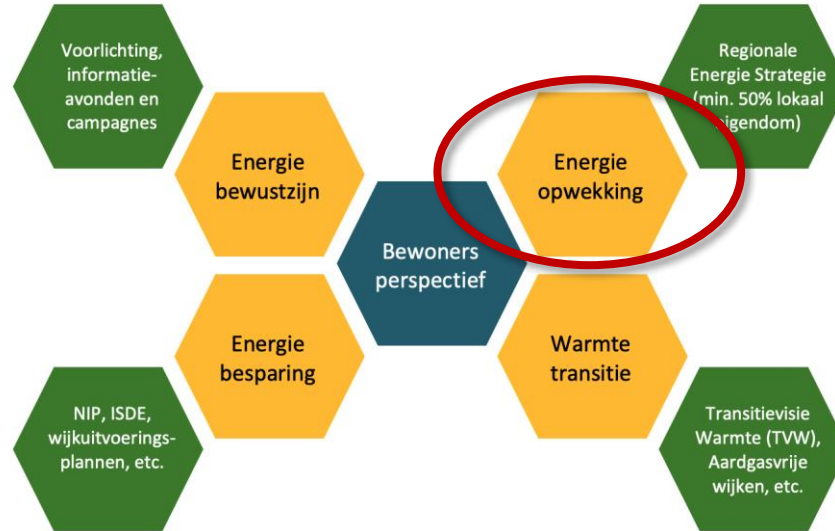 Voorlichting,
informatie-
avonden en
campagnes
Regionale
Energie Strategie
(min. 50% lokaal
eigendom)
Energie
bewustzijn
Energie
opwekking
Bewoners
perspectief
Energie
besparing
Warmte
transitie
NIP, ISDE,
wijkuitvoerings-
plannen, etc.
Transitievisie
Warmte (TVW),
Aardgasvrije
wijken, etc.